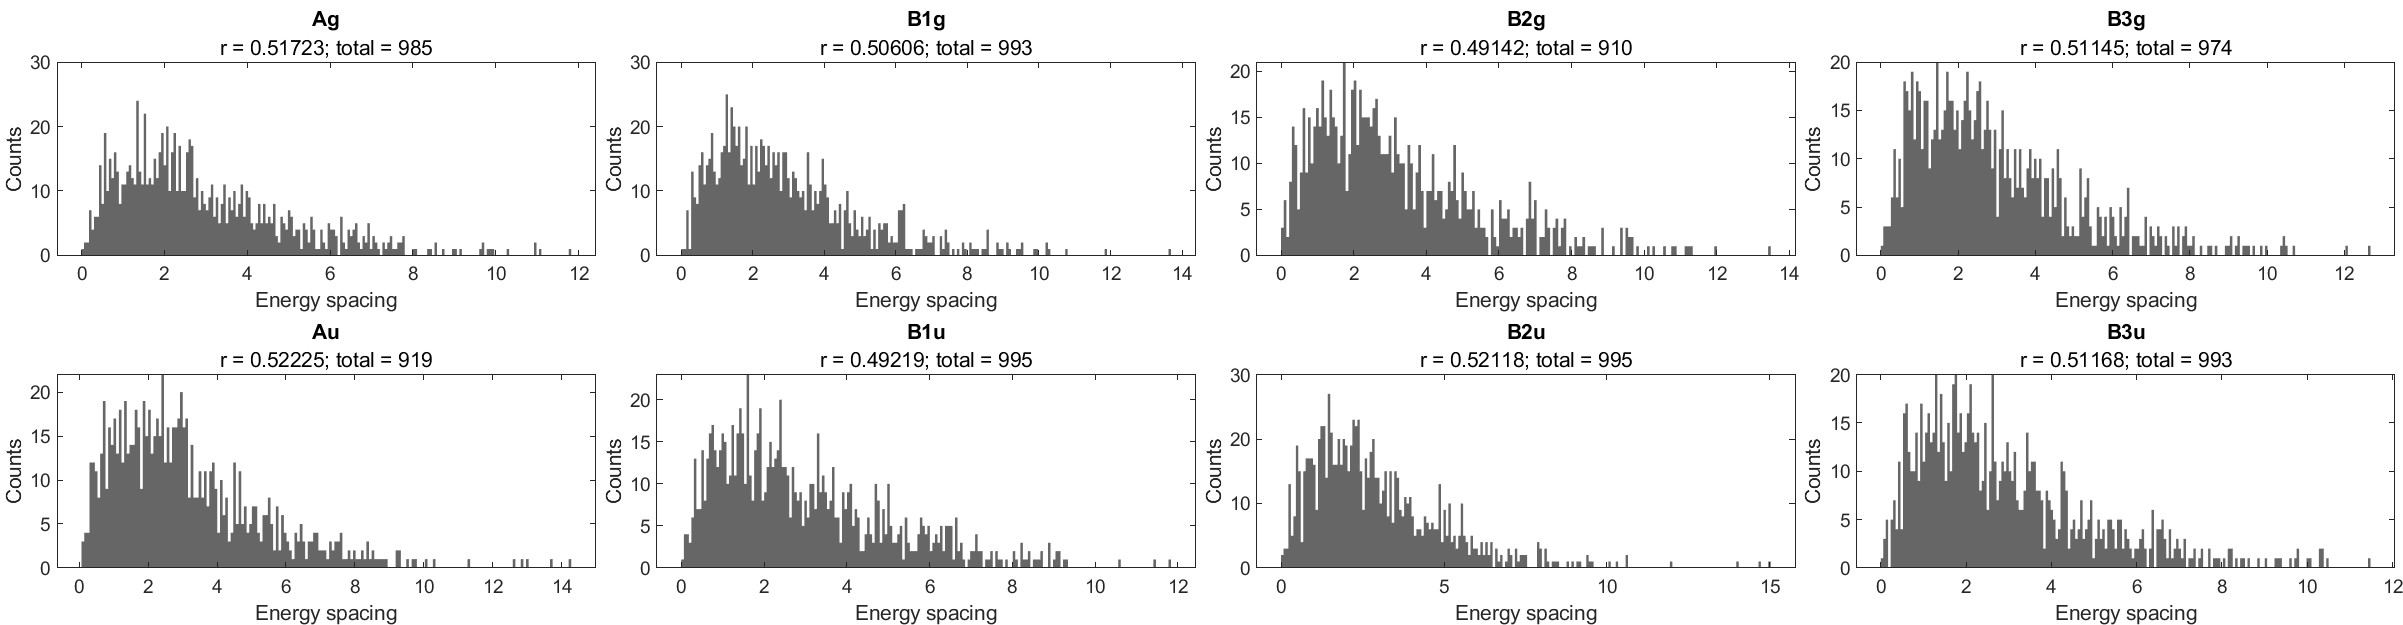 Ag
r = 0.51723; total = 985
30
20
10
0
Counts
0 2 4 6 8 10 12
Energy spacing
B1g
r = 0.50606; total = 993
30
20
10
0
Counts
0 2 4 6 8 10 12 14
Energy spacing
B2g
r = 0.49142; total = 910
20
15
10
5
0
Counts
0 2 4 6 8 10 12 14
Energy spacing
B3g
r = 0.51145; total = 974
20
15
10
5
0
Counts
0 2 4 6 8 10 12
Energy spacing
Au
r = 0.52225; total = 919
20
15
10
5
0
Counts
0 2 4 6 8 10 12 14
Energy spacing
B1u
r = 0.49219; total = 995
20
15
10
5
0
Counts
0 2 4 6 8 10 12
Energy spacing
B2u
r = 0.52118; total = 995
30
20
10
0
Counts
0 5 10 15
Energy spacing
B3u
r = 0.51168; total = 993
20
15
10
5
0
Counts
0 2 4 6 8 10 12
Energy spacing